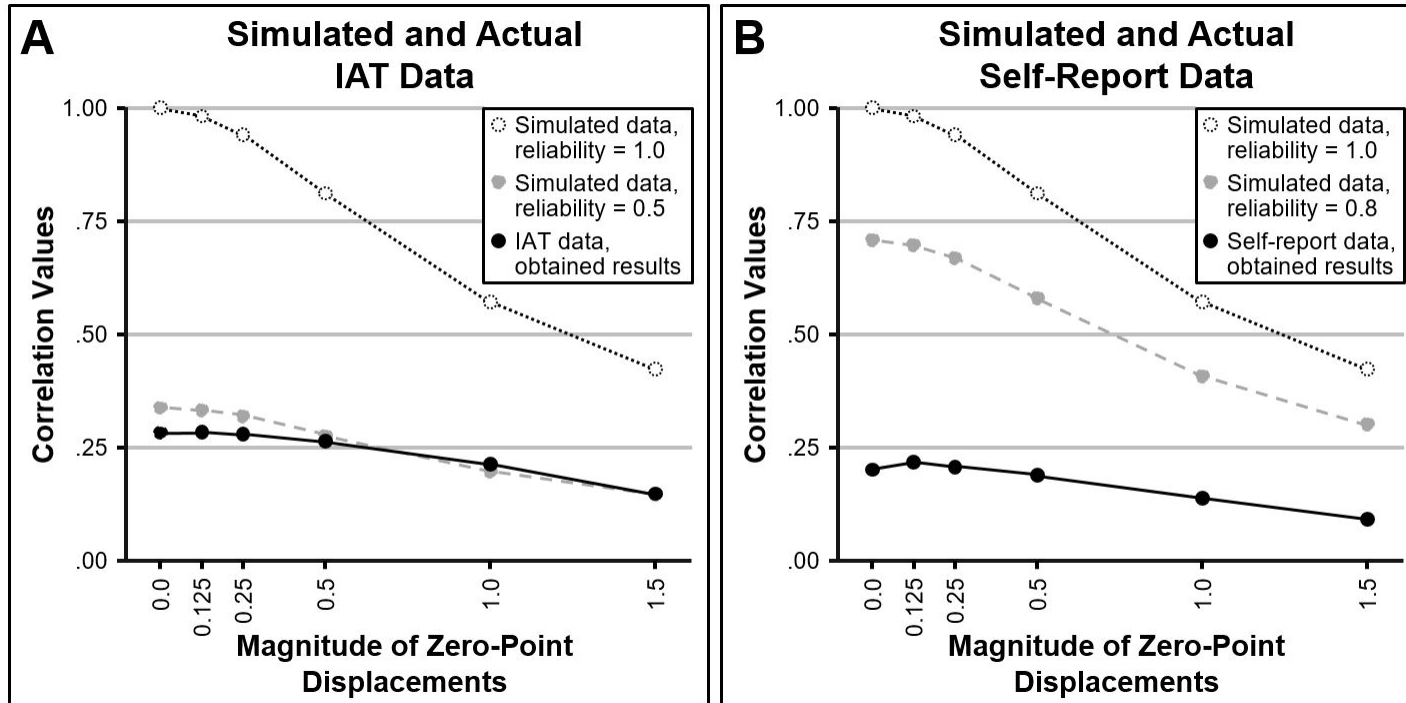 A
Simulated and Actual
IAT Data
1.00
.75
.50
.25
.00
Correlation Values
Simulated data,
reliability = 1.0
Simulated data,
reliability = 0.5
IAT data,
obtained results
0.0
0.125
0.25
0.5
1.0
1.5
Magnitude of Zero-Point
Displacements
B
Simulated and Actual
Self-Report Data
1.00
.75
.50
.25
.00
Correlation Values
Simulated data,
reliability = 1.0
Simulated data,
reliability = 0.8
Self-report data,
obtained results
0.0
0.125
0.25
0.5
1.0
1.5
Magnitude of Zero-Point
Displacements